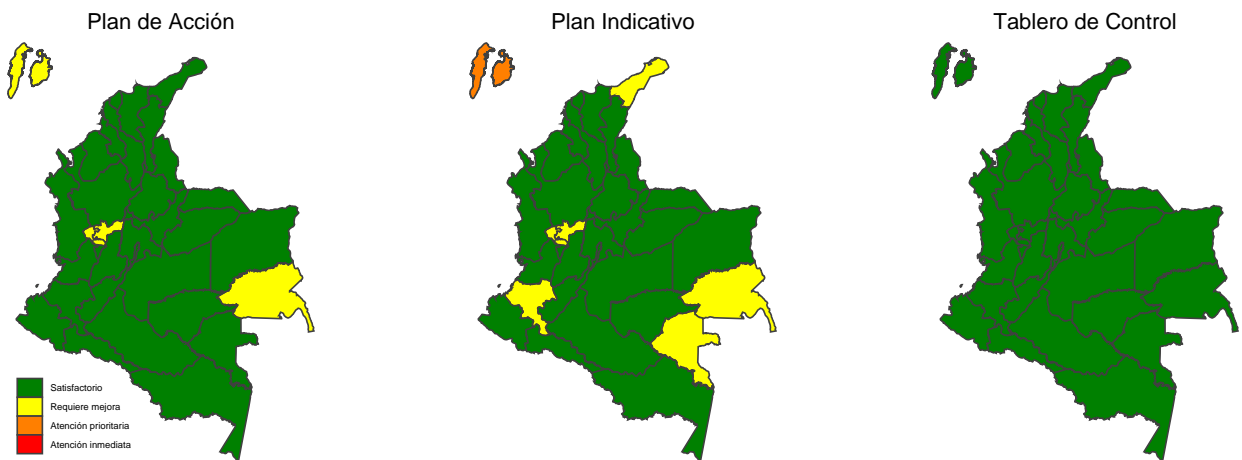 Plan de Acción
Plan Indicativo
Tablero de Control
Satisfactorio
Requiere mejora
Atención prioritaria
Atención inmediata